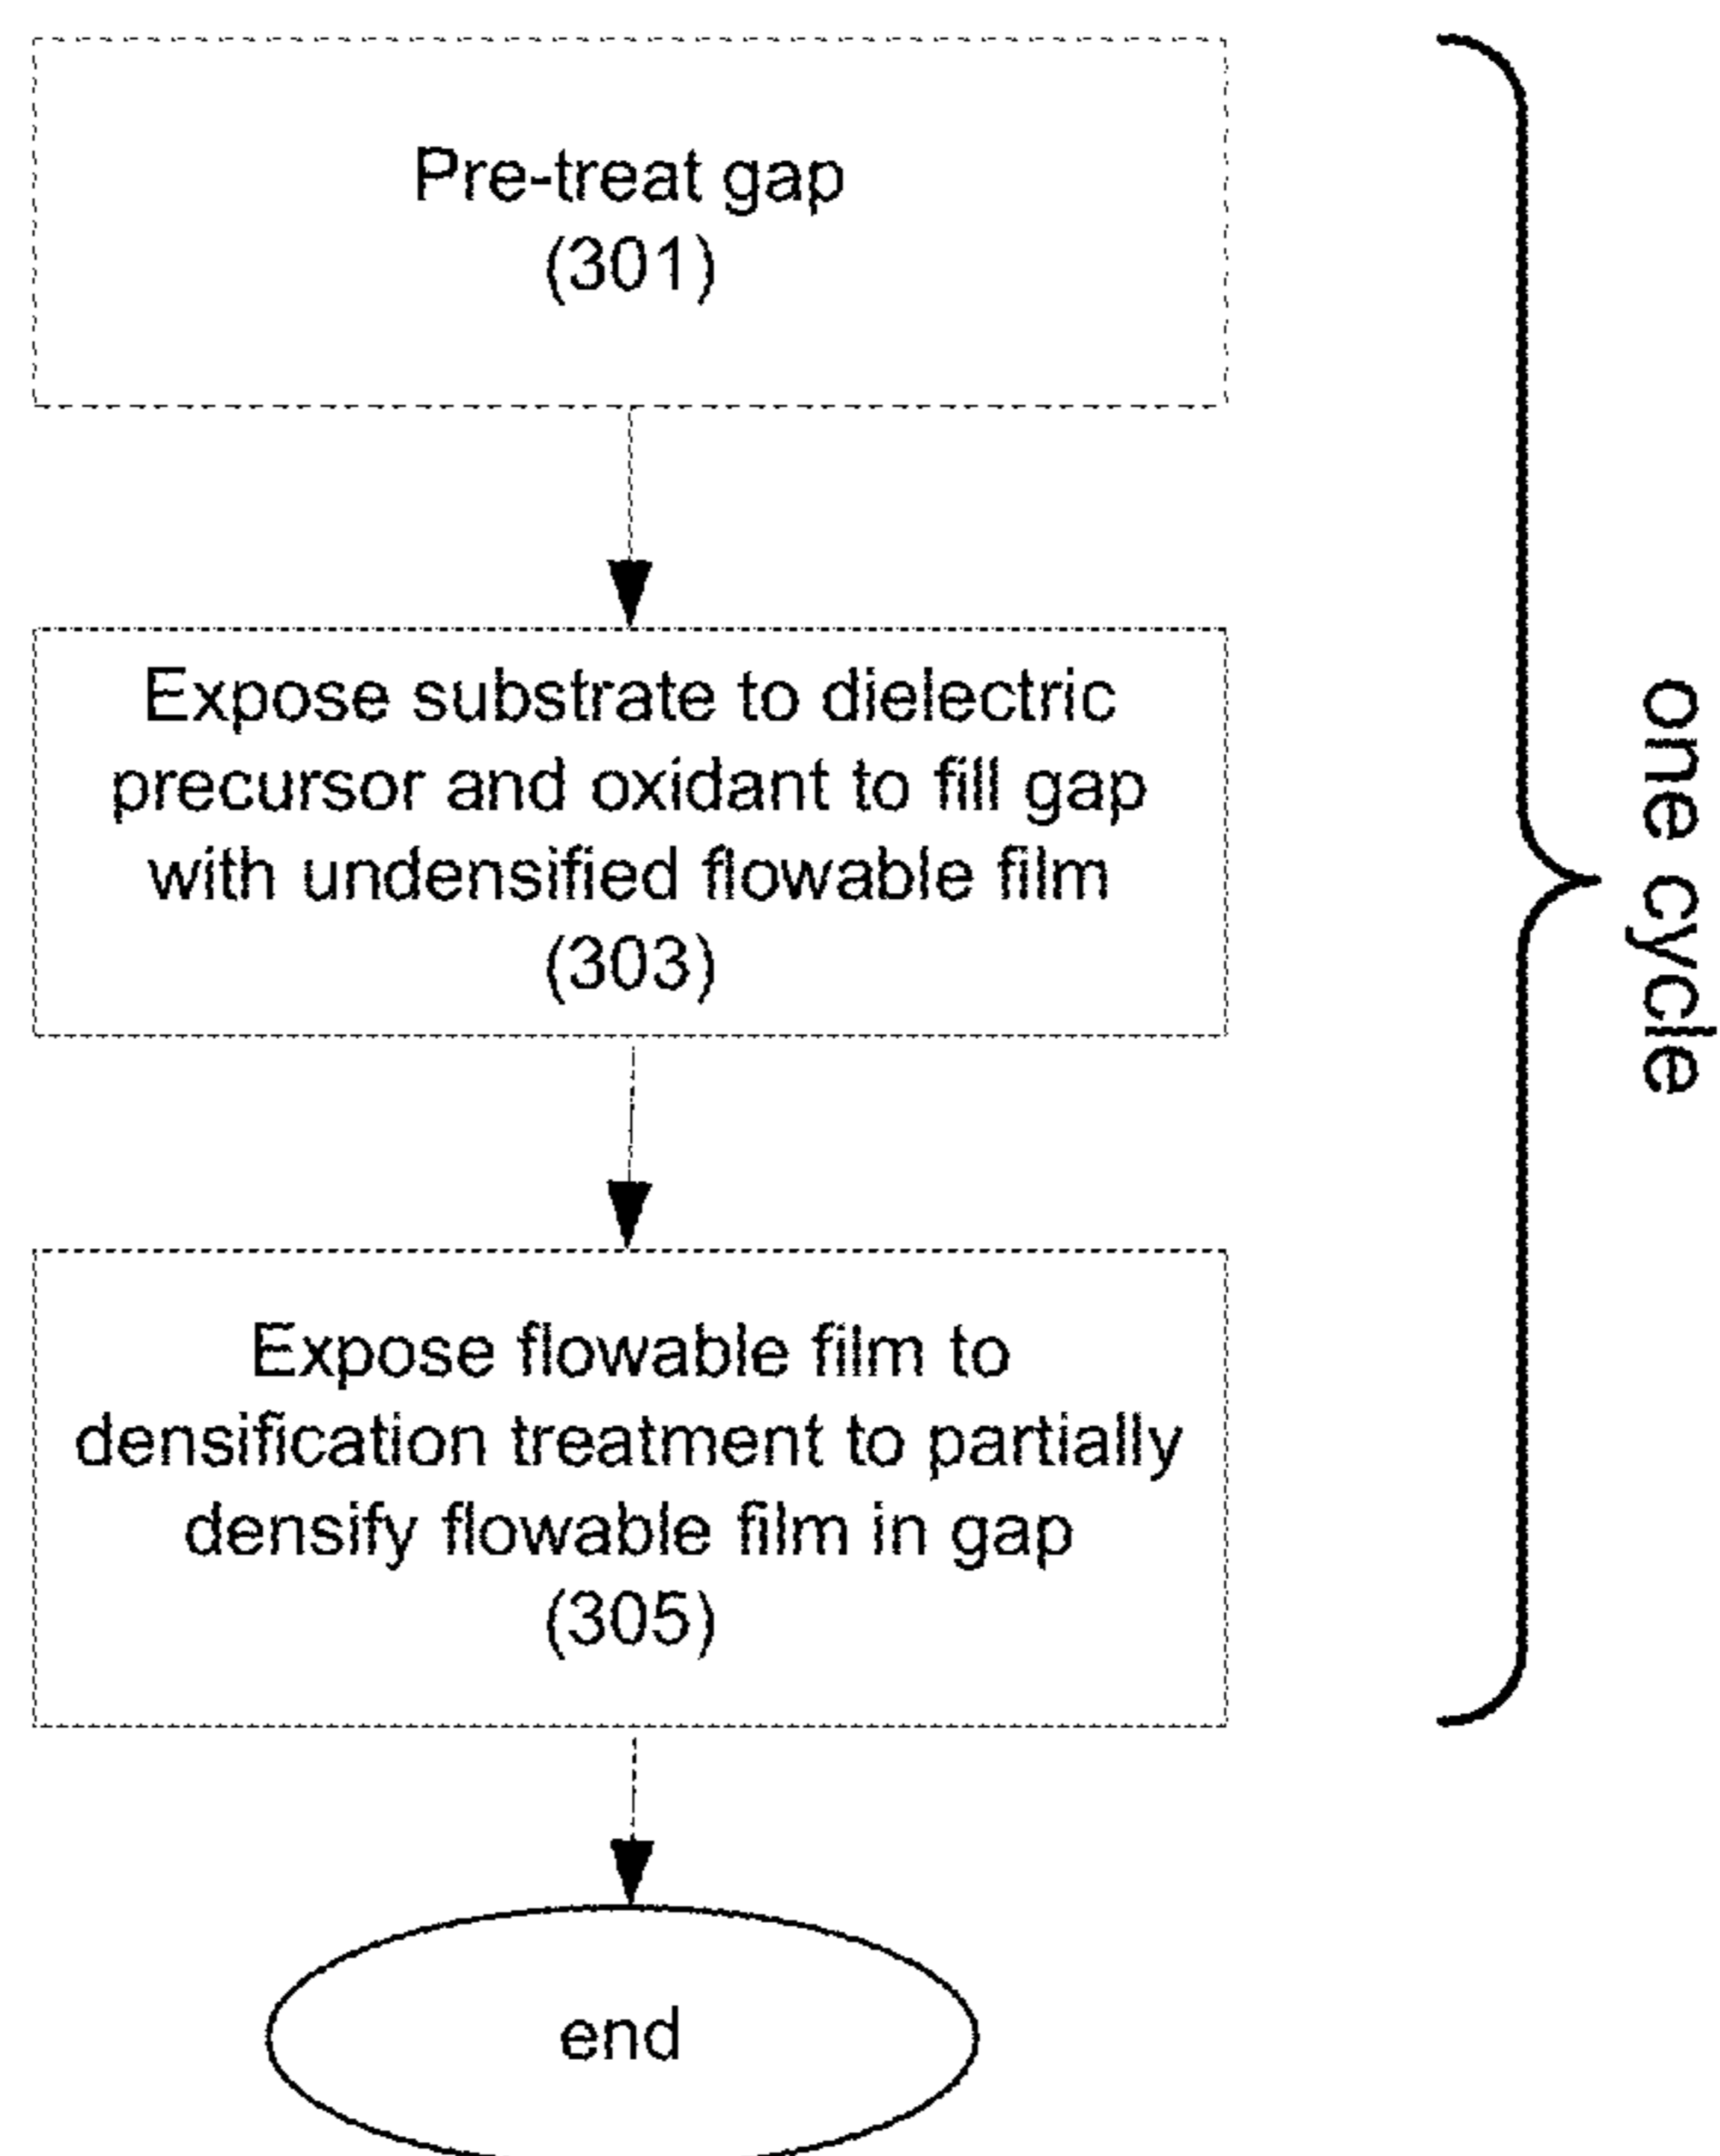 Pre-treat gap
(301)
Expose substrate to dielectric
precursor and oxidant to fill gap
with undensified flowable film
(303)
Expose flowable film to
densification treatment to partially
densify flowable film in gap
(305)
end
one cycle